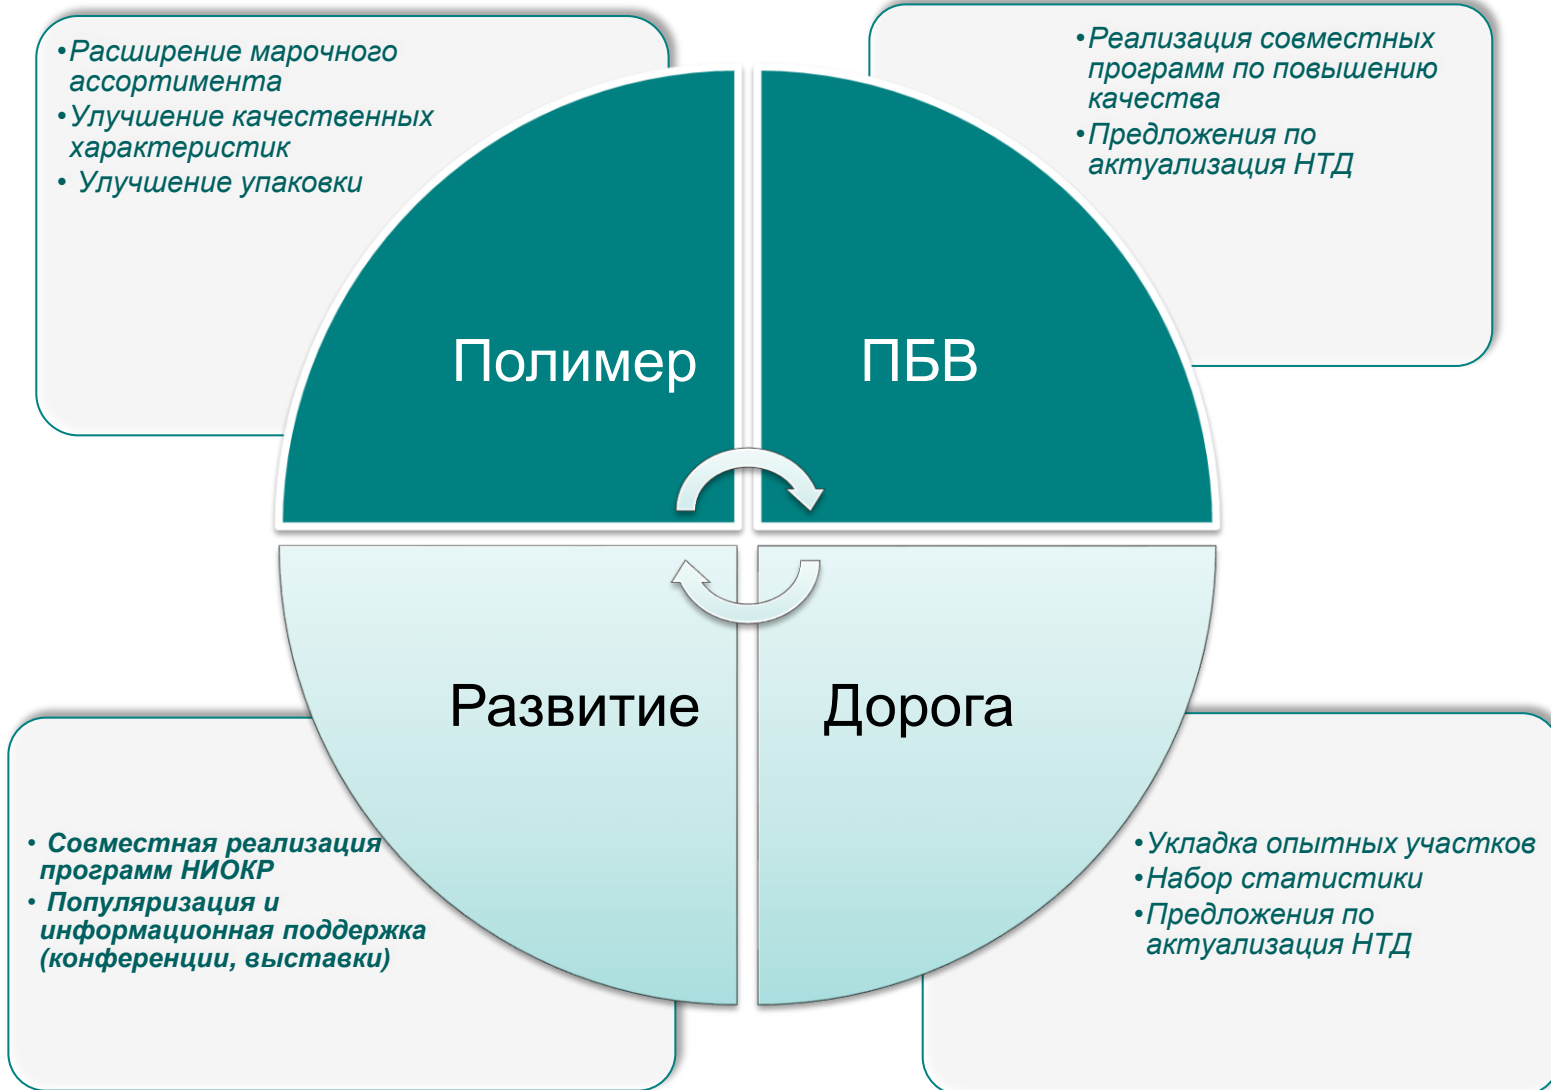 •Расширение марочного
ассортимента
•Улучшение качественных
характеристик
• Улучшение упаковки
•Реализация совместных
программ по повышению
качества
•Предложения по
актуализация НТД
Полимер
ПБВ
Развитие
Дорога
• Совместная реализация
программ НИОКР
• Популяризация и
информационная поддержка
(конференции, выставки)
•Укладка опытных участков
•Набор статистики
•Предложения по
актуализация НТД